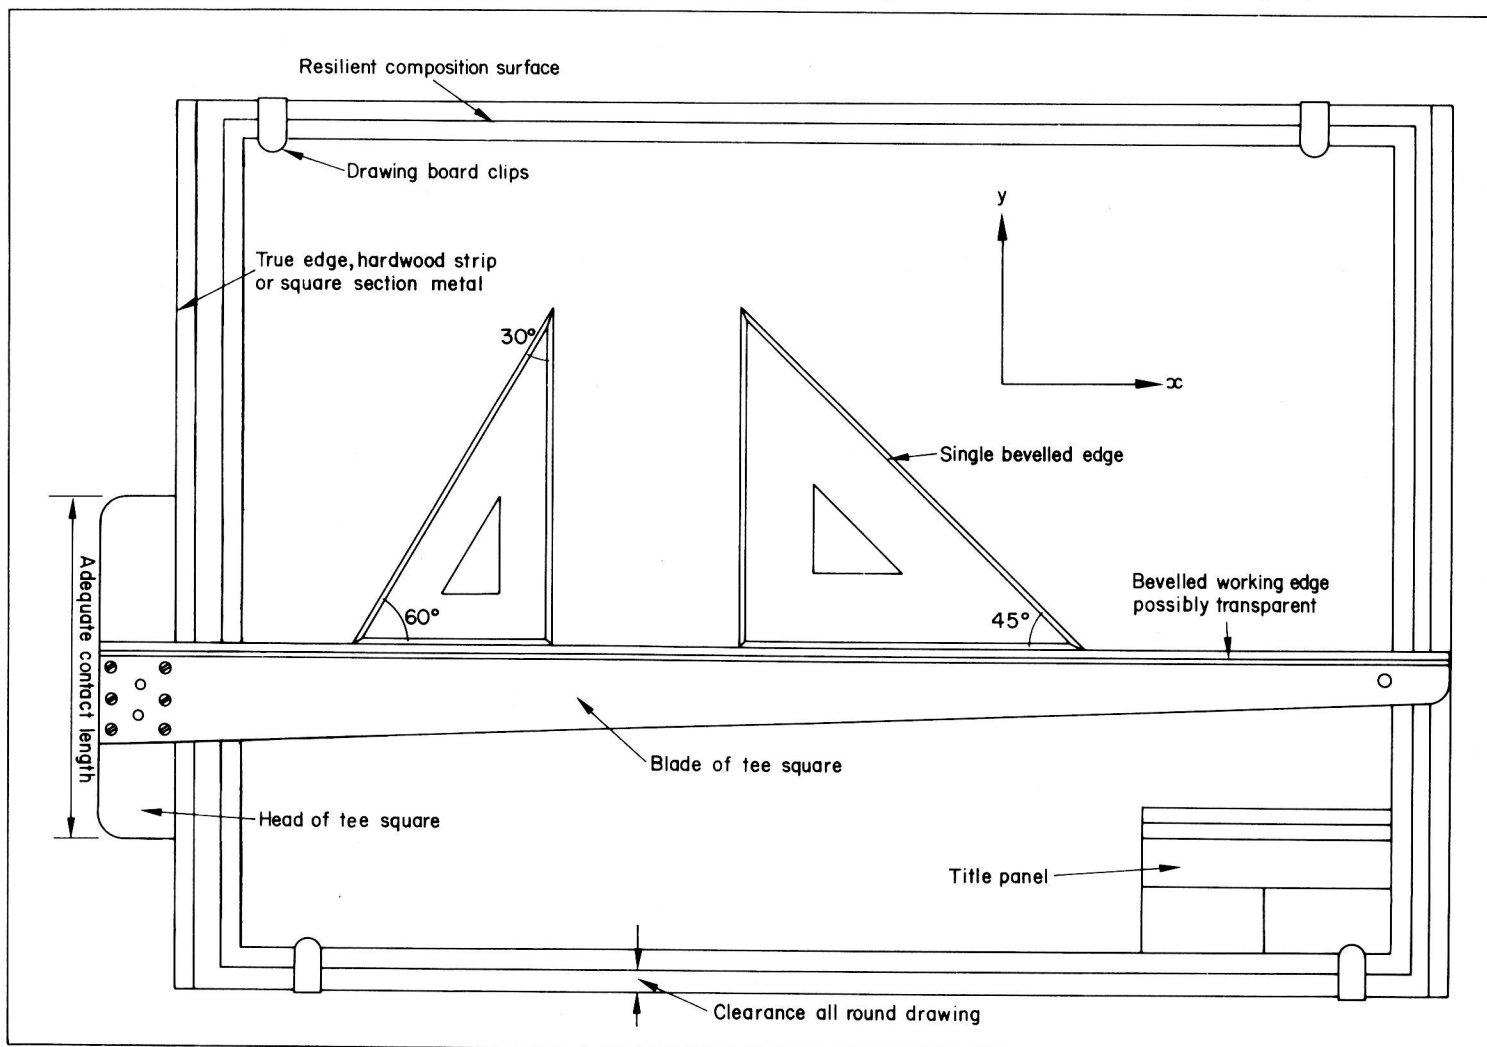 Resilient composition surface
Drawing board clips
y
True edge, hardwood strip
or square section metal
30°
x
Single bevelled edge
Adequate contact length
60°
45°
Bevelled working edge
possibly transparent
Blade of tee square
Head of tee square
Title panel
Clearance all round drawing